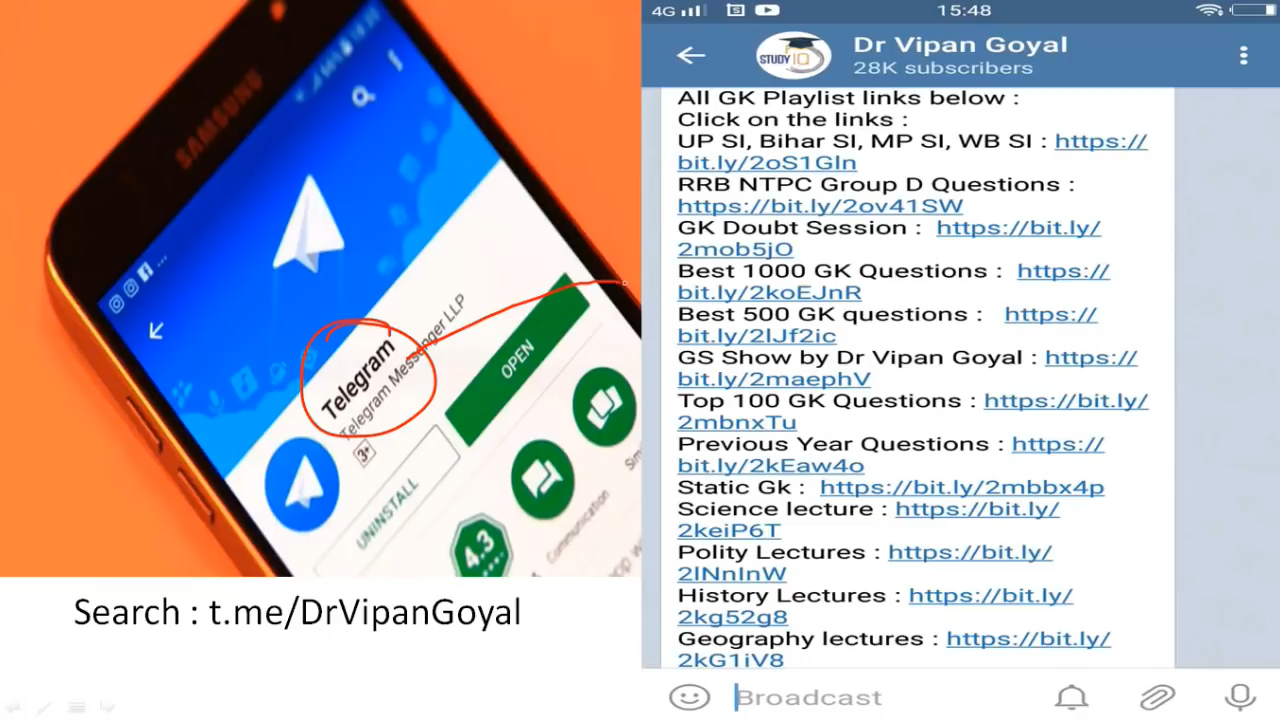 SAMSUNG
Telegram
Telegram Messenger LLP
3+
UNINSTALL
OPEN
4.3
Communication
Search : t.me/DrVipanGoyal
4G
15:48
STUDY IQ
Dr Vipan Goyal
28K subscribers
All GK Playlist links below :
Click on the links :
UP SI, Bihar SI, MP SI, WB SI : https://
bit.ly/2oS1Gln
RRB NTPC Group D Questions :
https://bit.ly/2ov41SW
GK Doubt Session : https://bit.ly/
2mob5jO
Best 1000 GK Questions : https://
bit.ly/2koEJnR
Best 500 GK questions : https://
bit.ly/2lJf2ic
GS Show by Dr Vipan Goyal : https://
bit.ly/2maephV
Top 100 GK Questions : https://bit.ly/
2mbnxTu
Previous Year Questions : https://
bit.ly/2kEaw4o
Static Gk : https://bit.ly/2mbbx4p
Science lecture : https://bit.ly/
2keiP6T
Polity Lectures : https://bit.ly/
2lNnInW
History Lectures : https://bit.ly/
2kg52g8
Geography lectures : https://bit.ly/
2kG1iV8
Broadcast